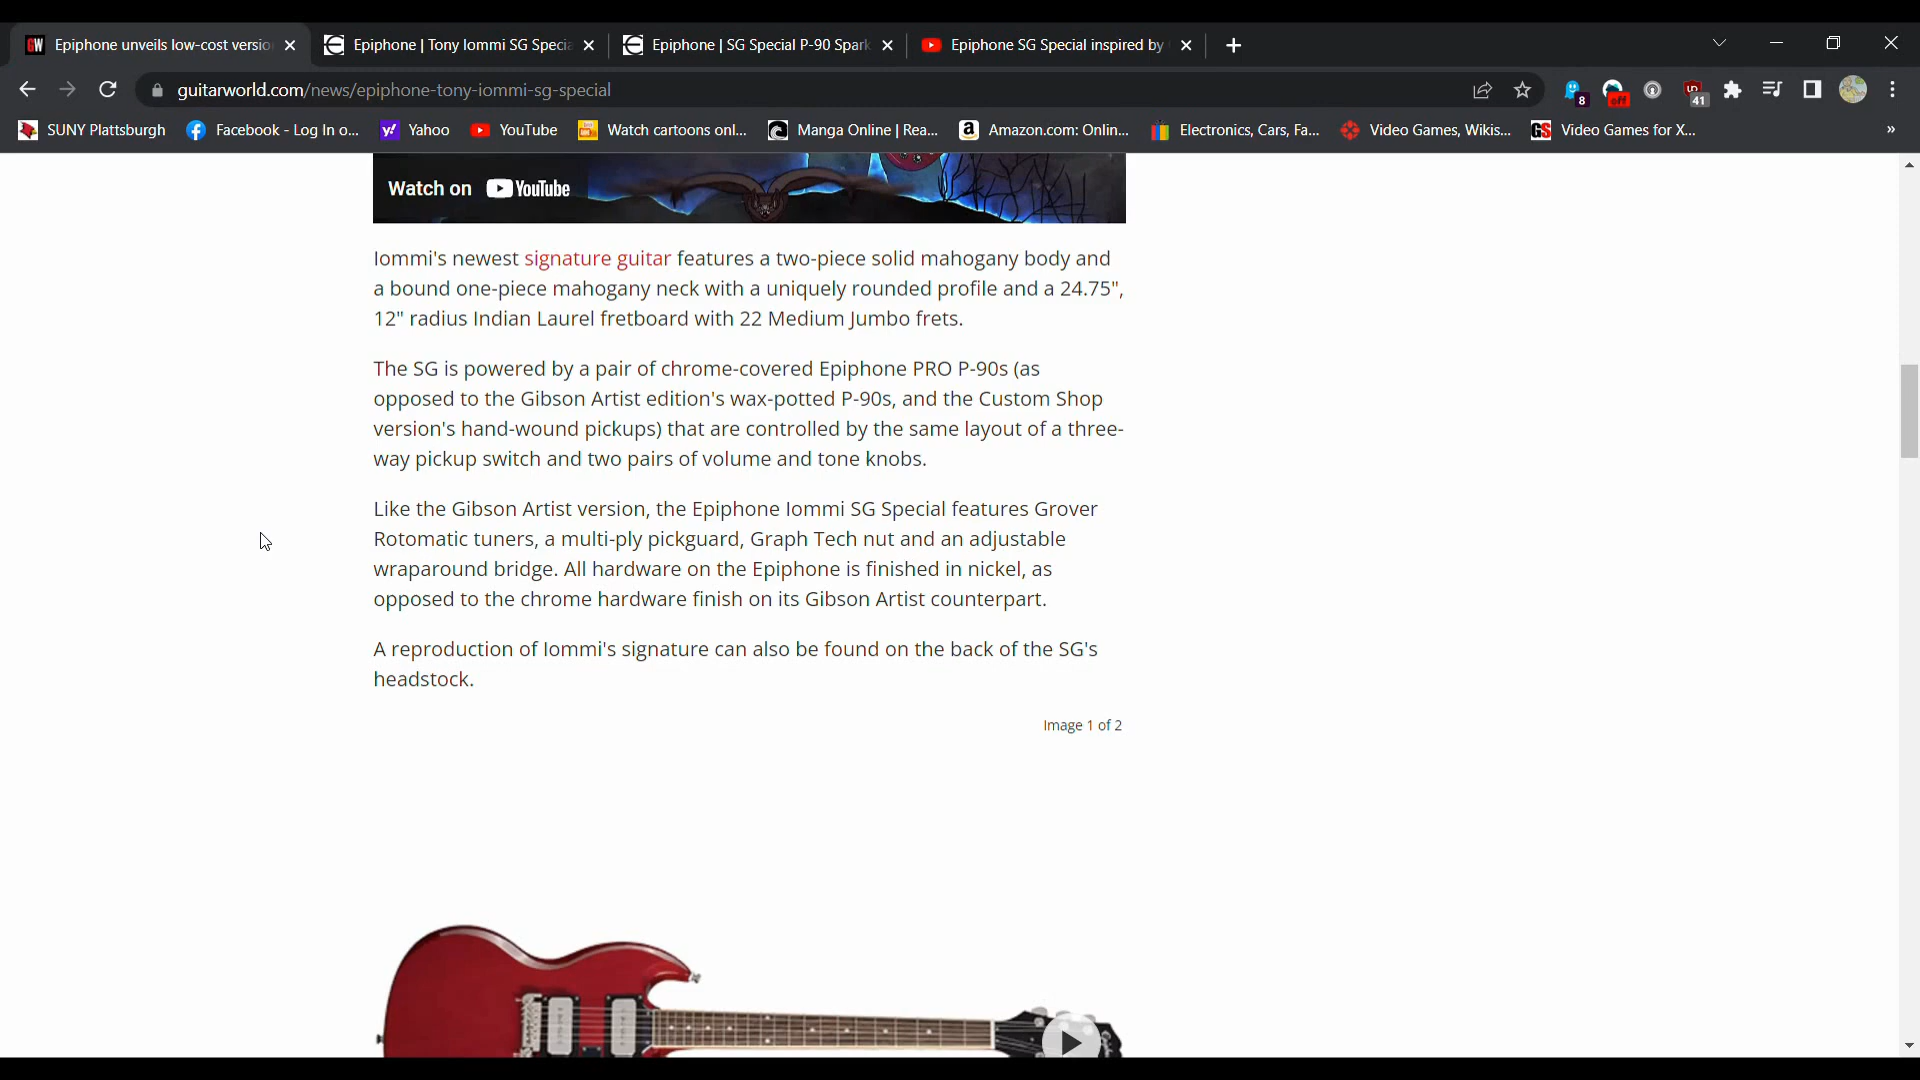 GW Epiphone unveils low-cost versio
Epiphone | Tony Iommi SG Specia
Epiphone | SG Special P-90 Spark
Epiphone SG Special inspired by
guitarworld.com/news/epiphone-tony-iommi-sg-special
8
off
41
SUNY Plattsburgh
Facebook - Log In o...
Yahoo
YouTube
Watch cartoons onl...
Manga Online | Rea...
Amazon.com: Onlin...
Electronics, Cars, Fa...
Video Games, Wikis...
GS Video Games for X...
»
Watch on YouTube
Iommi's newest signature guitar features a two-piece solid mahogany body and
a bound one-piece mahogany neck with a uniquely rounded profile and a 24.75",
12" radius Indian Laurel fretboard with 22 Medium Jumbo frets.
The SG is powered by a pair of chrome-covered Epiphone PRO P-90s (as
opposed to the Gibson Artist edition's wax-potted P-90s, and the Custom Shop
version's hand-wound pickups) that are controlled by the same layout of a three-
way pickup switch and two pairs of volume and tone knobs.
Like the Gibson Artist version, the Epiphone Iommi SG Special features Grover
Rotomatic tuners, a multi-ply pickguard, Graph Tech nut and an adjustable
wraparound bridge. All hardware on the Epiphone is finished in nickel, as
opposed to the chrome hardware finish on its Gibson Artist counterpart.
A reproduction of Iommi's signature can also be found on the back of the SG's
headstock.
Image 1 of 2